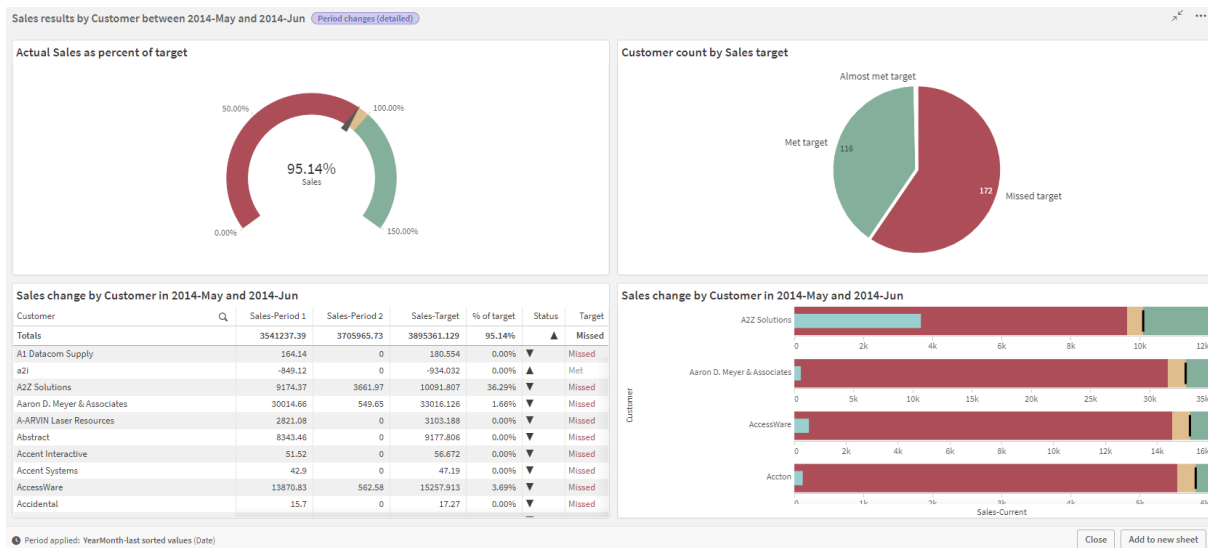 Sales results by Customer between 2014-May and 2014-Jun Period changes (detailed)
Actual Sales as percent of target
50.00%
100.00%
95.14%
Sales
0.00%
150.00%
Customer count by Sales target
Almost met target
Met target
116
172
Missed target
Sales change by Customer in 2014-May and 2014-Jun
Customer Sales-Period 1 Sales-Period 2 Sales-Target % of target Status Target
Totals 3541237.39 3705965.73 3895361.129 95.14% ▲ Missed
A1 Datacom Supply 164.14 0 180.554 0.00% ▼ Missed
a2i -849.12 0 -934.032 0.00% ▲ Met
A2Z Solutions 9174.37 3661.97 10091.807 36.29% ▼ Missed
Aaron D. Meyer & Associates 30014.66 549.65 33016.126 1.66% ▼ Missed
A-ARVIN Laser Resources 2821.08 0 3103.188 0.00% ▼ Missed
Abstract 8343.46 0 9177.806 0.00% ▼ Missed
Accent Interactive 51.52 0 56.672 0.00% ▼ Missed
Accent Systems 42.9 0 47.19 0.00% ▼ Missed
AccessWare 13870.83 562.58 15257.913 3.69% ▼ Missed
Accidental 15.7 0 17.27 0.00% ▼ Missed
Sales change by Customer in 2014-May and 2014-Jun
Customer
A2Z Solutions
0 2k 4k 6k 8k 10k 12k
Aaron D. Meyer & Associates
0 5k 10k 15k 20k 25k 30k 35k
AccessWare
0 2k 4k 6k 8k 10k 12k 14k 16k
Accton
0 1k 2k 3k 4k 5k 6k
Sales-Current
Period applied: YearMonth-last sorted values (Date)
Close
Add to new sheet